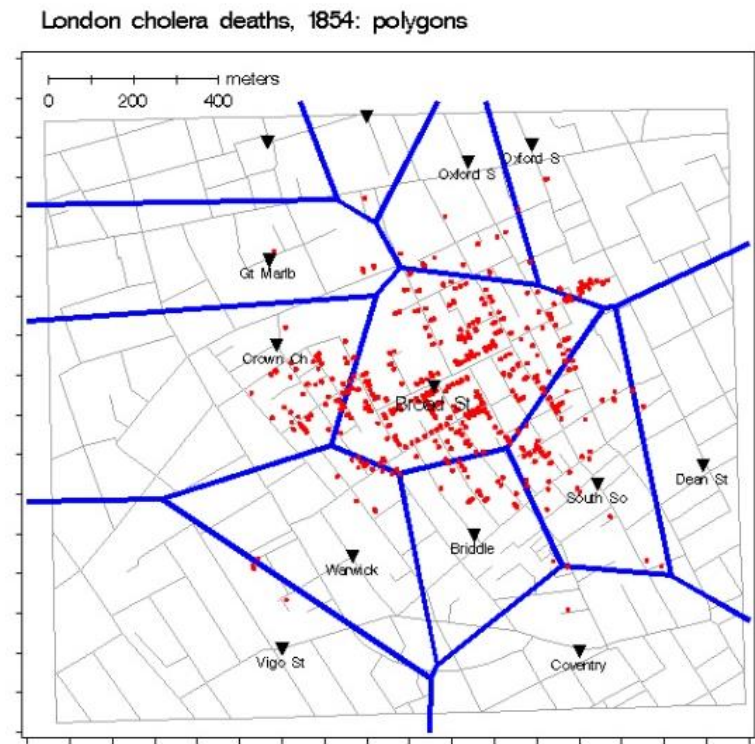 London cholera deaths, 1854: polygons
meters
0 200 400
Oxford S
Oxford S
Gt Marlb
Crown Ch
Broad St
Dean St
South So
Briddle
Warwick
Vigo St
Coventry